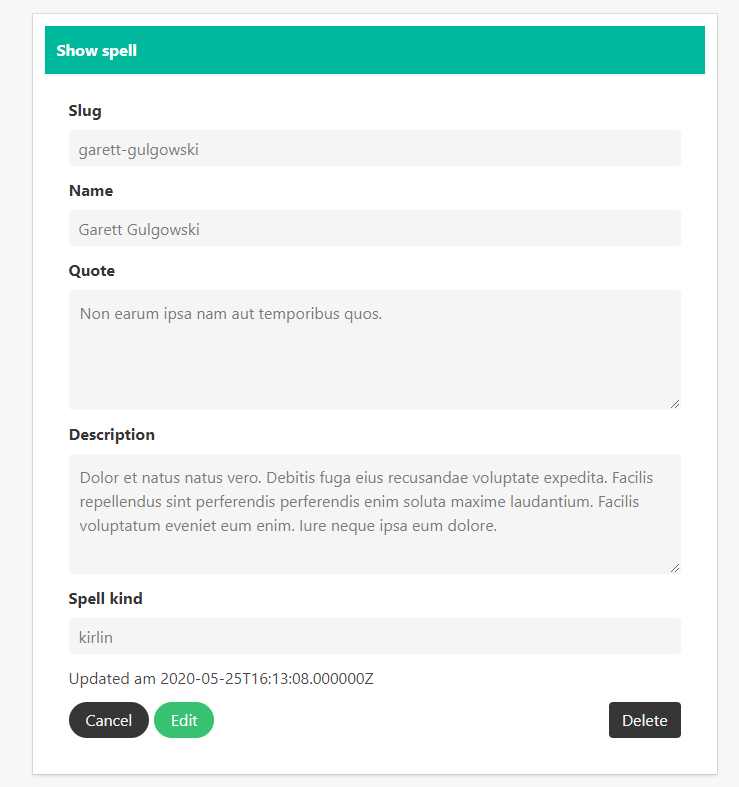 Show spell
Slug
garett-gulgowski
Name
Garett Gulgowski
Quote
Non earum ipsa nam aut temporibus quos.
Description
Dolor et natus natus vero. Debitis fuga eius recusandae voluptate expedita. Facilis
repellendus sint perferendis perferendis enim soluta maxime laudantium. Facilis
voluptatum eveniet eum enim. Iure neque ipsa eum dolore.
Spell kind
kirlin
Updated am 2020-05-25T16:13:08.000000Z
Cancel Edit Delete